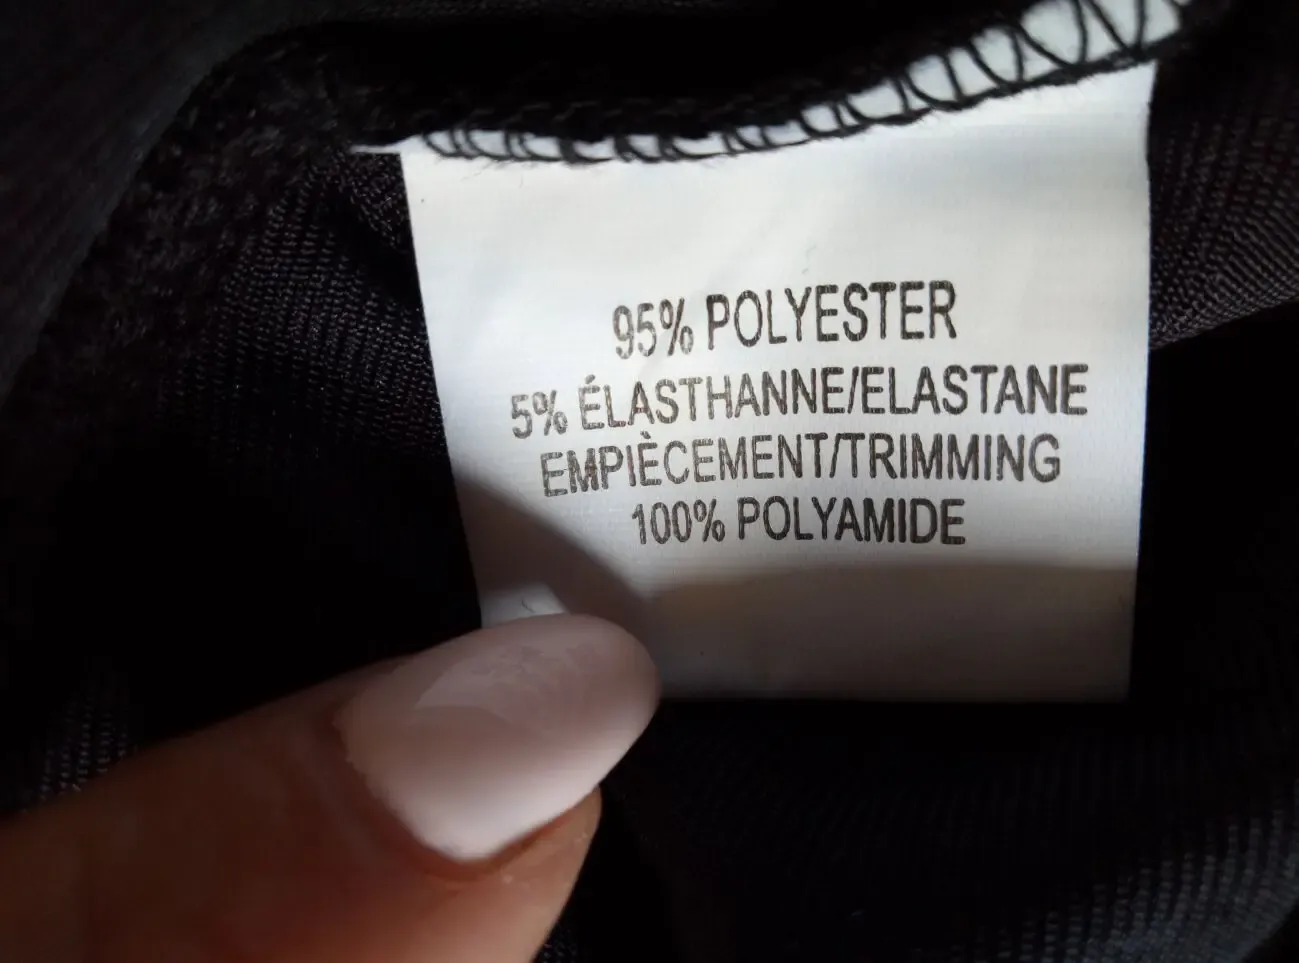 95% POLYESTER
5% ÉLASTHANNE/ELASTANE
EMPIÈCEMENT/TRIMMING
100% POLYAMIDE